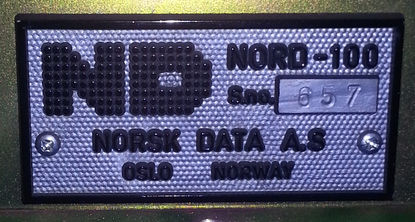 ND NORD-100
S.no. 657
NORSK DATA A.S
OSLO NORWAY